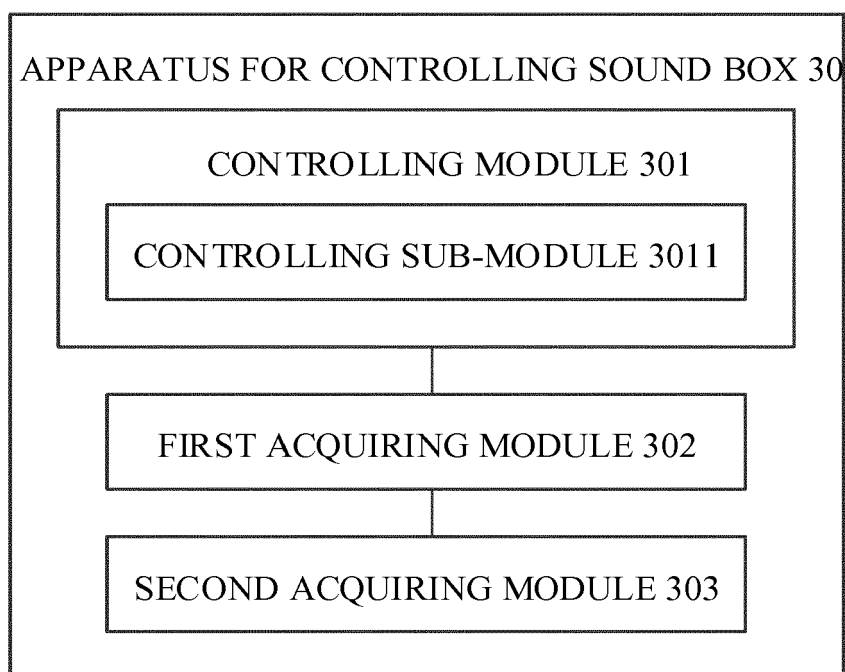 APPARATUS FOR CONTROLLING SOUND BOX 30
CONTROLLING MODULE 301
CONTROLLING SUB-MODULE 3011
FIRST ACQUIRING MODULE 302
SECOND ACQUIRING MODULE 303